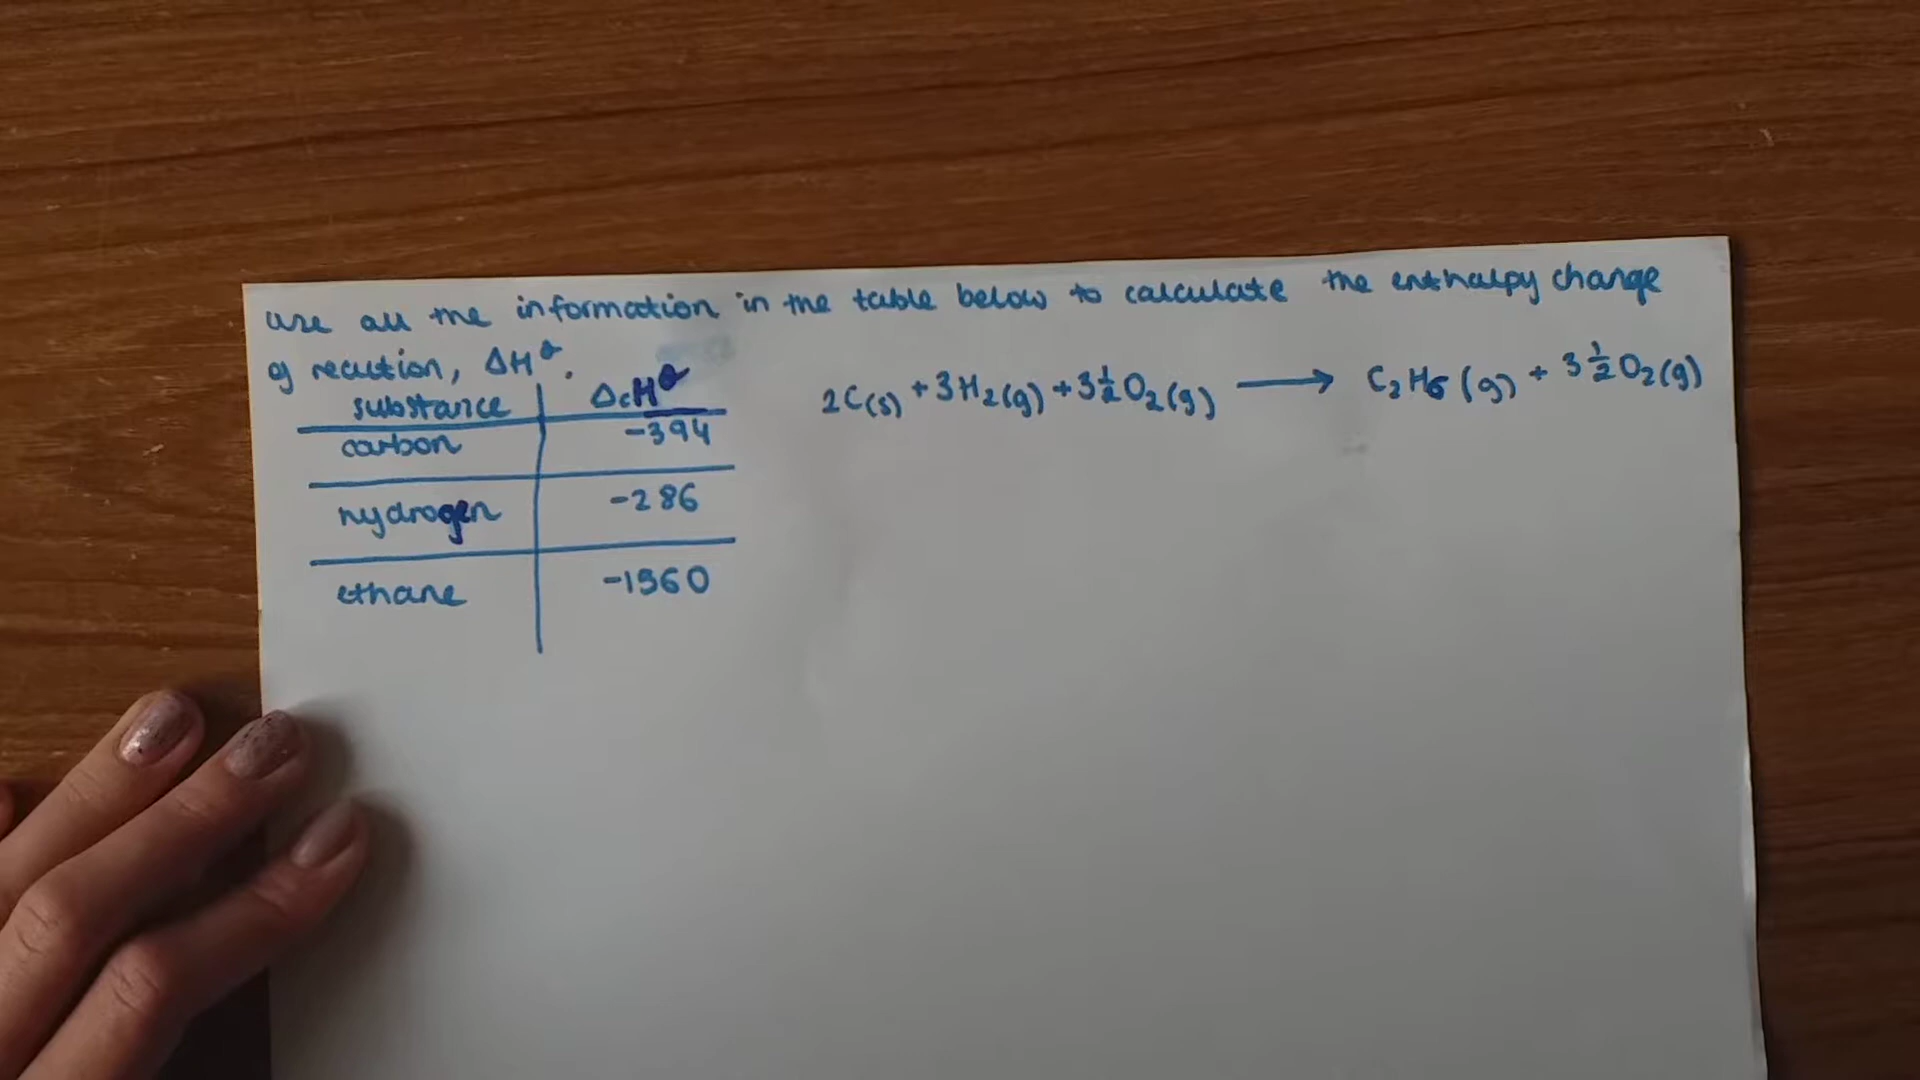 use all the information in the table below to calculate the enthalpy change
of reaction, ΔH⦵.
substance ΔcH⦵
carbon -394
hydrogen -286
ethane -1560
2C(s) + 3H₂(g) + 3½O₂(g) ⟶ C₂H₆(g) + 3½O₂(g)